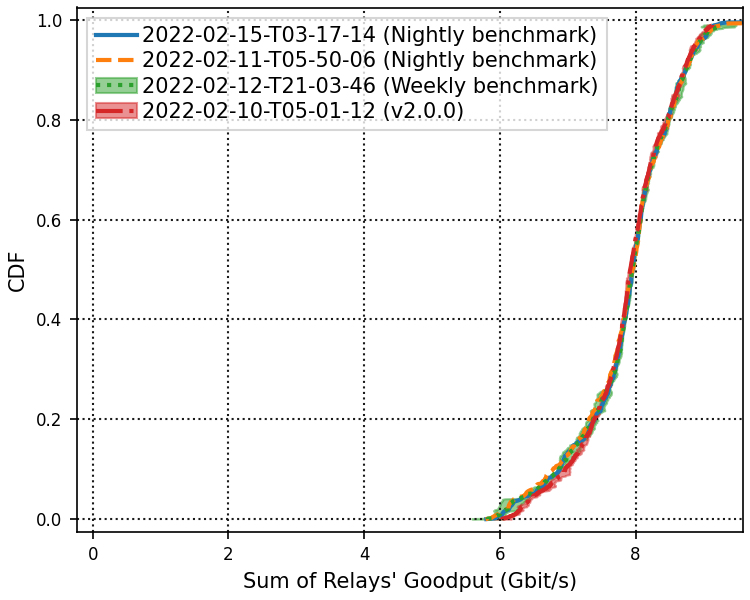 2022-02-15-T03-17-14 (Nightly benchmark)
2022-02-11-T05-50-06 (Nightly benchmark)
2022-02-12-T21-03-46 (Weekly benchmark)
2022-02-10-T05-01-12 (v2.0.0)
1.0
0.8
0.6
0.4
0.2
0.0
CDF
0 2 4 6 8
Sum of Relays' Goodput (Gbit/s)